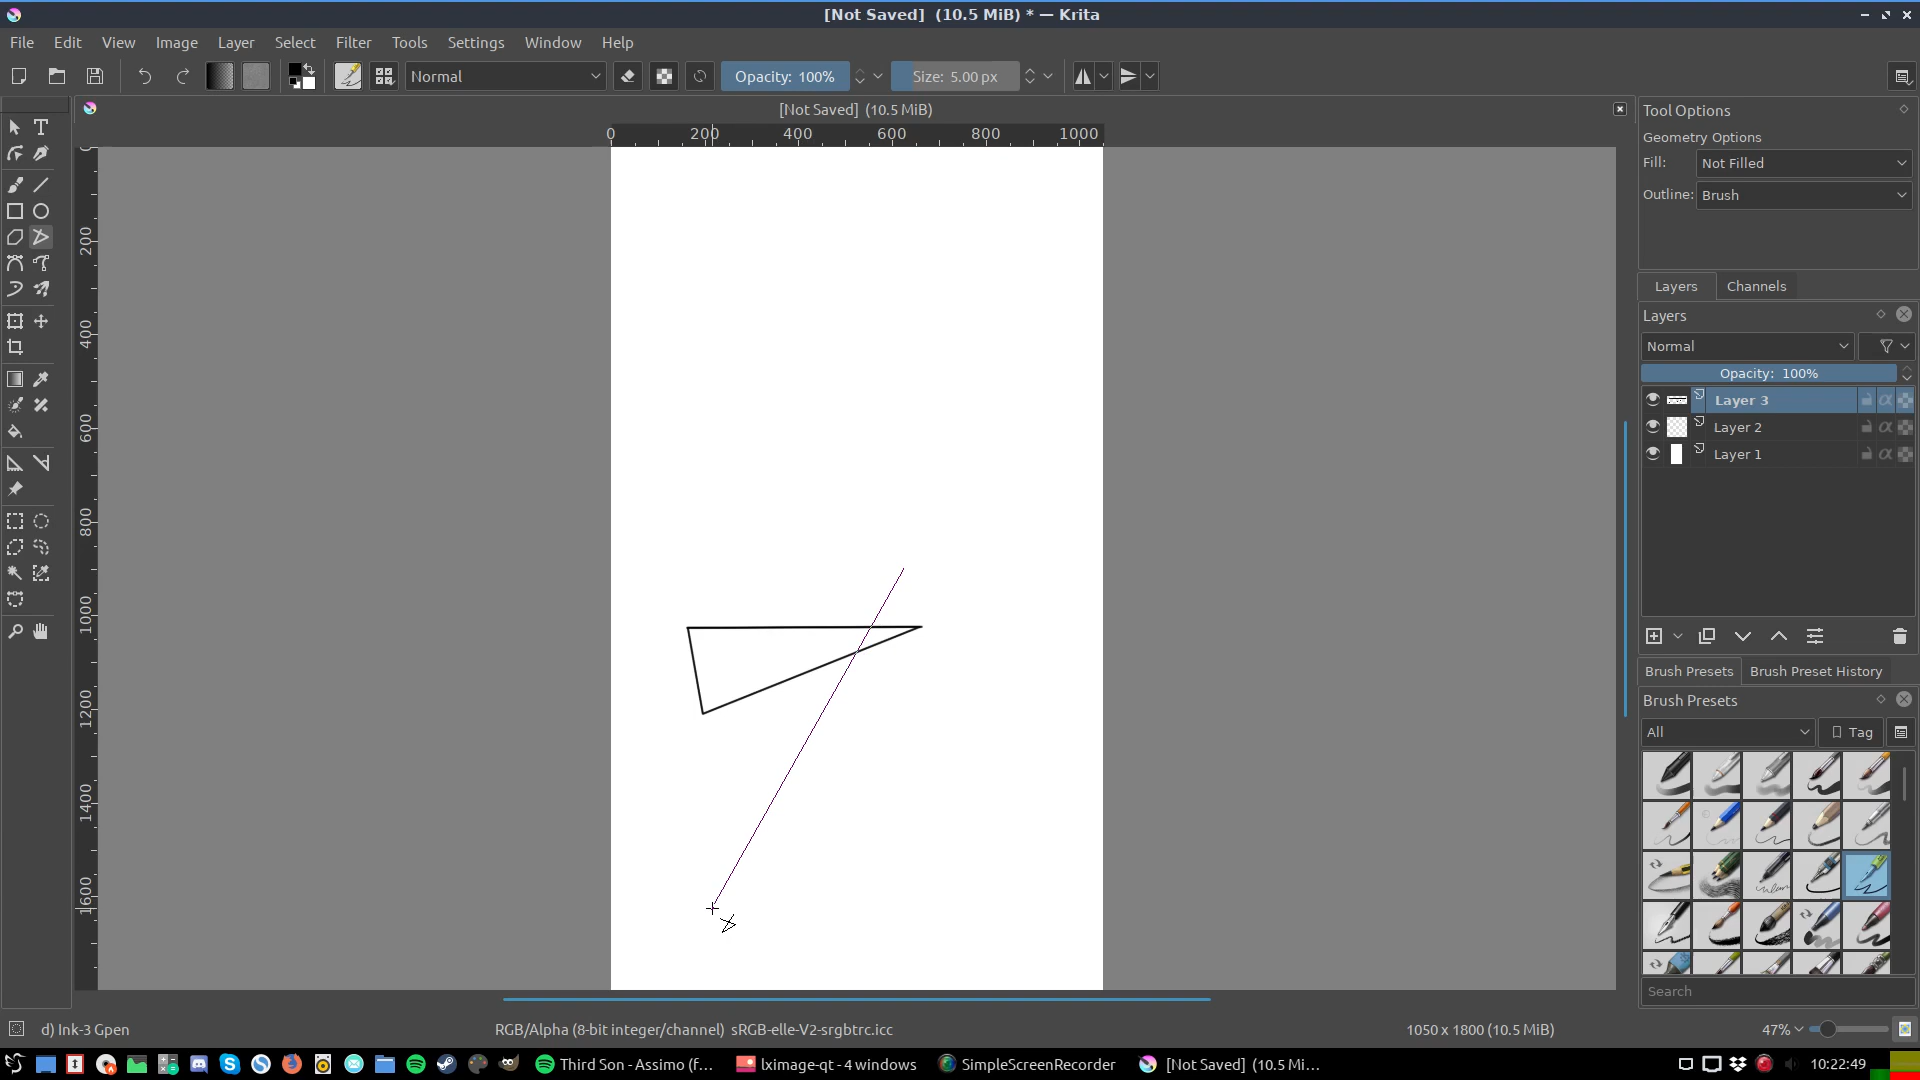 [Not Saved]  (10.5 MiB) * — Krita
File Edit View Image Layer Select Filter Tools Settings Window Help
Normal Opacity: 100% Size: 5.00 px
[Not Saved]  (10.5 MiB)
0 200 400 600 800 1000
0
200
400
600
800
1000
1200
1400
1600
Tool Options
Geometry Options
Fill: Not Filled
Outline: Brush
Layers Channels
Layers
Normal
Opacity: 100%
Layer 3
Layer 2
Layer 1
Brush Presets Brush Preset History
Brush Presets
All Tag
Search
d) Ink-3 Gpen RGB/Alpha (8-bit integer/channel)  sRGB-elle-V2-srgbtrc.icc 1050 x 1800 (10.5 MiB) 47%
Third Son - Assimo (f... lximage-qt - 4 windows SimpleScreenRecorder [Not Saved]  (10.5 Mi... 10:22:49